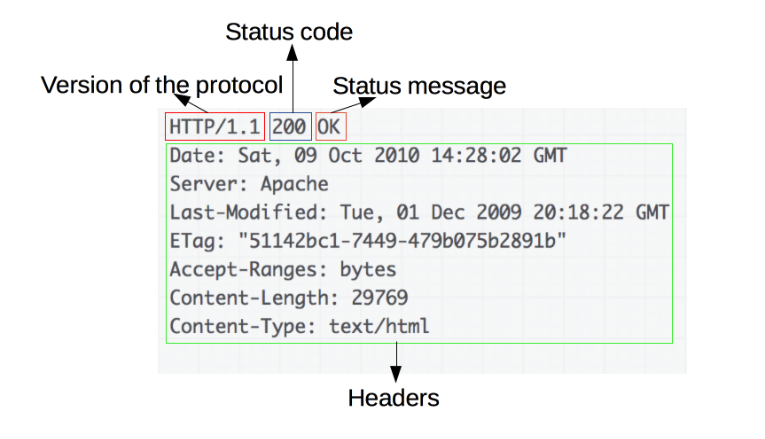 Status code
Version of the protocol
Status message
HTTP/1.1 200 OK
Date: Sat, 09 Oct 2010 14:28:02 GMT
Server: Apache
Last-Modified: Tue, 01 Dec 2009 20:18:22 GMT
ETag: "51142bc1-7449-479b075b2891b"
Accept-Ranges: bytes
Content-Length: 29769
Content-Type: text/html
Headers